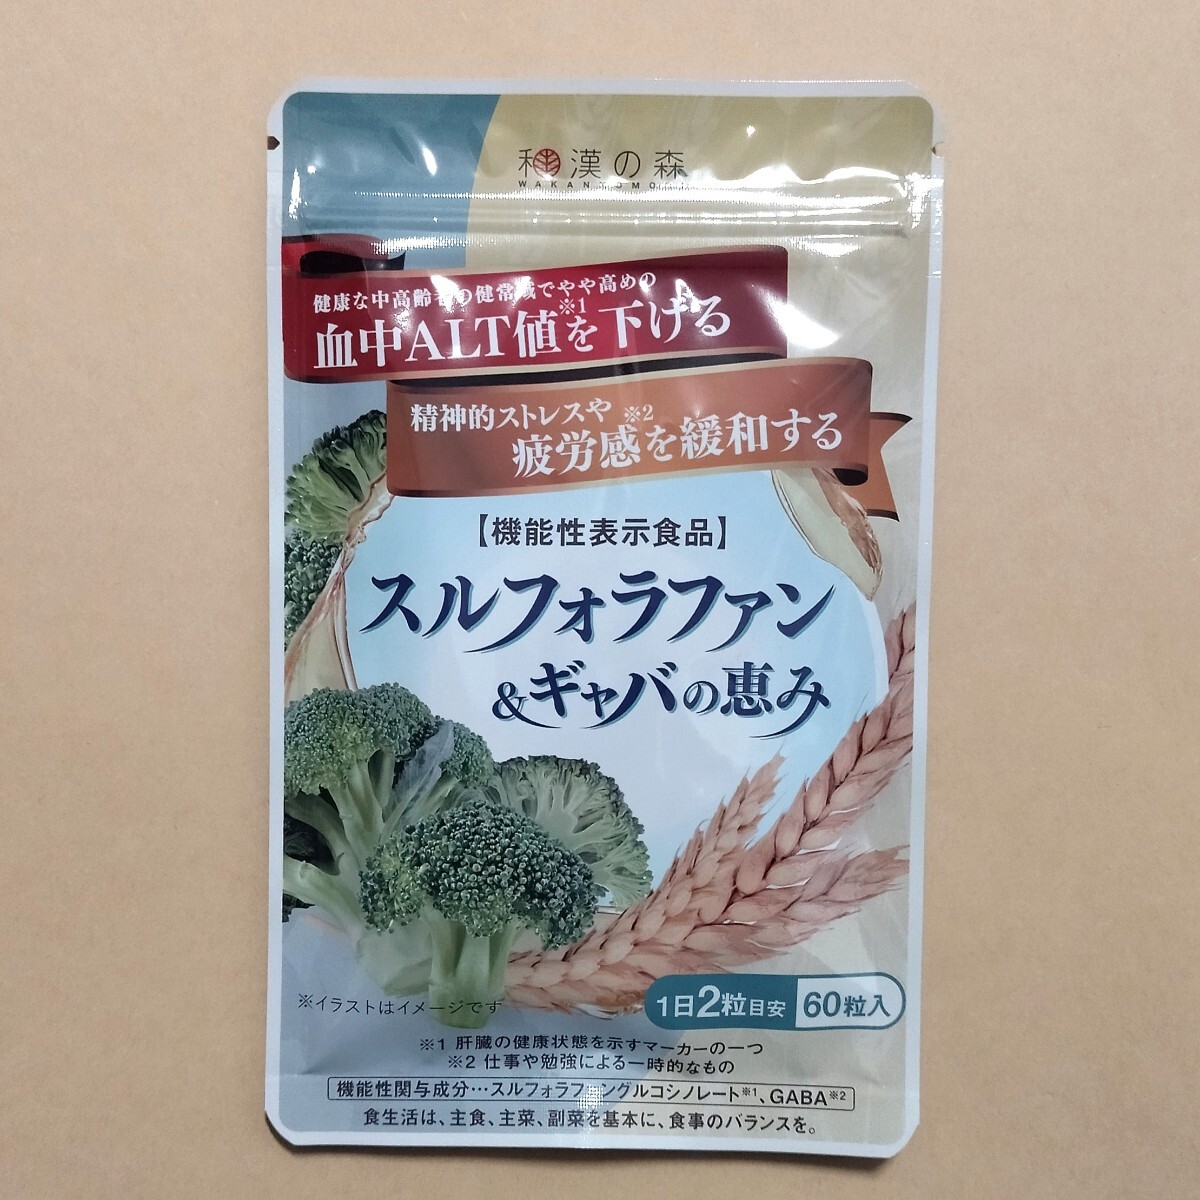 和漢の森
健康な中高齢者の健常域でやや高めの
血中ALT値※1を下げる
精神的ストレスや
疲労感※2を緩和する
【機能性表示食品】
スルフォラファン
&ギャバの恵み
※イラストはイメージです
1日2粒目安 60粒入
※1 肝臓の健康状態を示すマーカーの一つ
※2 仕事や勉強による一時的なもの
機能性関与成分…スルフォラファングルコシノレート※1、GABA※2
食生活は、主食、主菜、副菜を基本に、食事のバランスを。